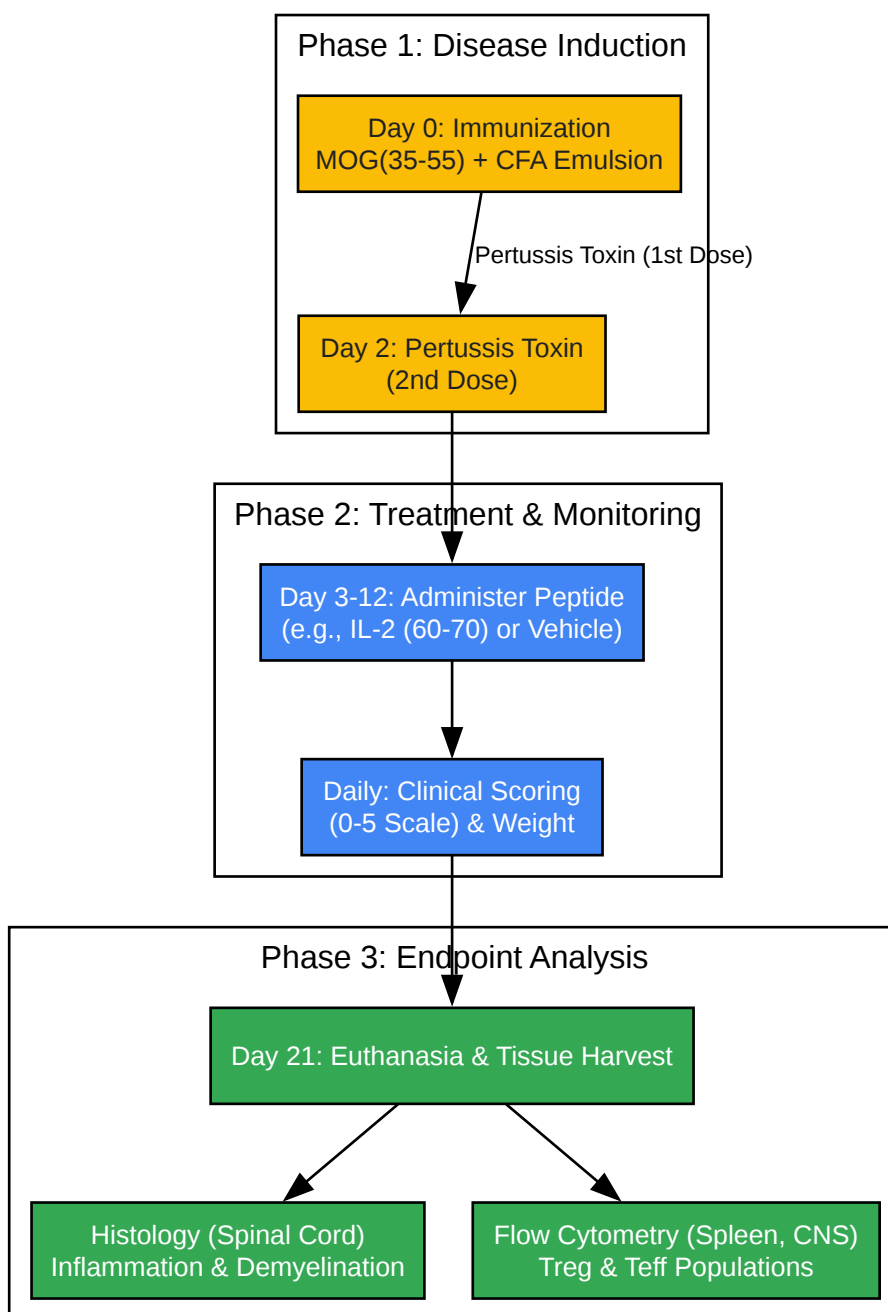 Phase 1: Disease Induction
Day 0: Immunization
MOG(35-55) + CFA Emulsion
Pertussis Toxin (1st Dose)
Day 2: Pertussis Toxin
(2nd Dose)
Phase 2: Treatment & Monitoring
Day 3-12: Administer Peptide
(e.g., IL-2 (60-70) or Vehicle)
Daily: Clinical Scoring
(0-5 Scale) & Weight
Phase 3: Endpoint Analysis
Day 21: Euthanasia & Tissue Harvest
Histology (Spinal Cord)
Inflammation & Demyelination
Flow Cytometry (Spleen, CNS)
Treg & Teff Populations